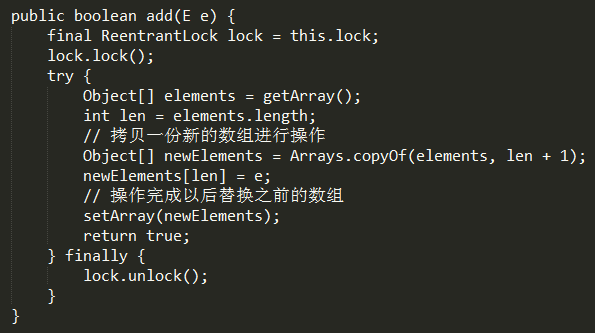 public boolean add(E e) {
    final ReentrantLock lock = this.lock;
    lock.lock();
    try {
        Object[] elements = getArray();
        int len = elements.length;
        // 拷贝一份新的数组进行操作
        Object[] newElements = Arrays.copyOf(elements, len + 1);
        newElements[len] = e;
        // 操作完成以后替换之前的数组
        setArray(newElements);
        return true;
    } finally {
        lock.unlock();
    }
}